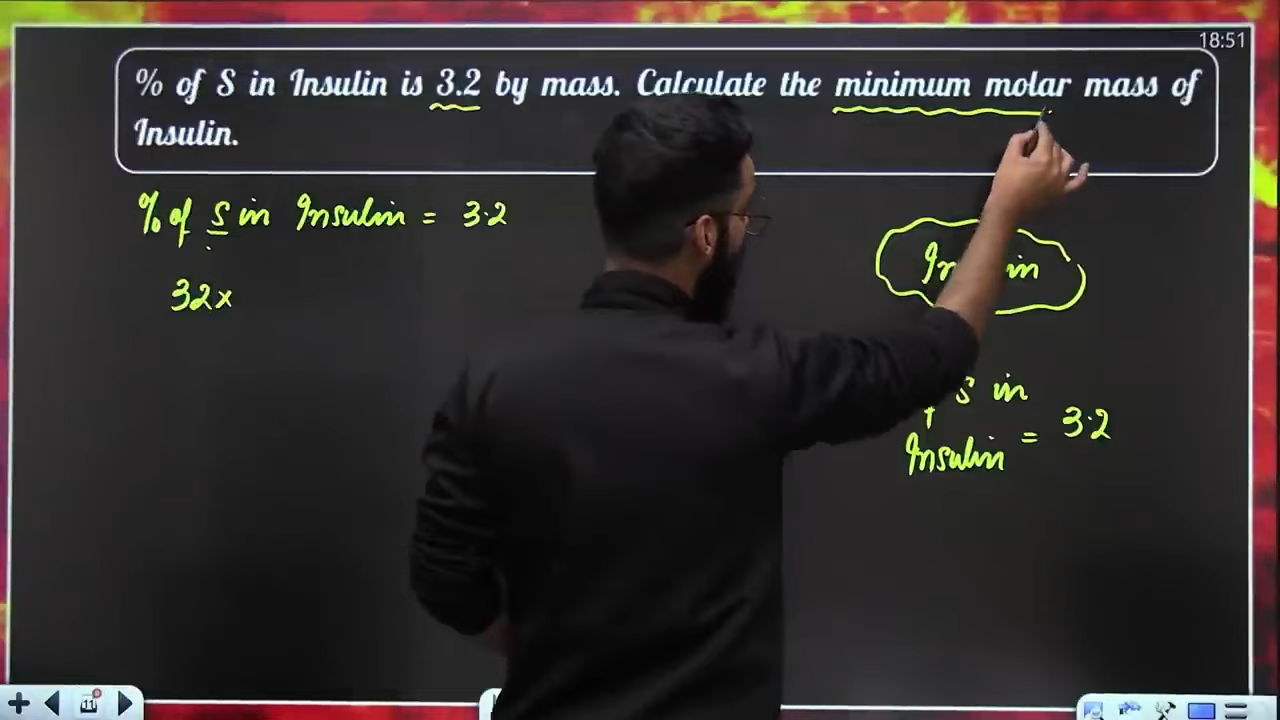 18:51
% of S in Insulin is 3.2 by mass. Calculate the minimum molar mass of
Insulin.
% of S in Insulin = 3.2
32x
S in
Insulin = 3.2
11